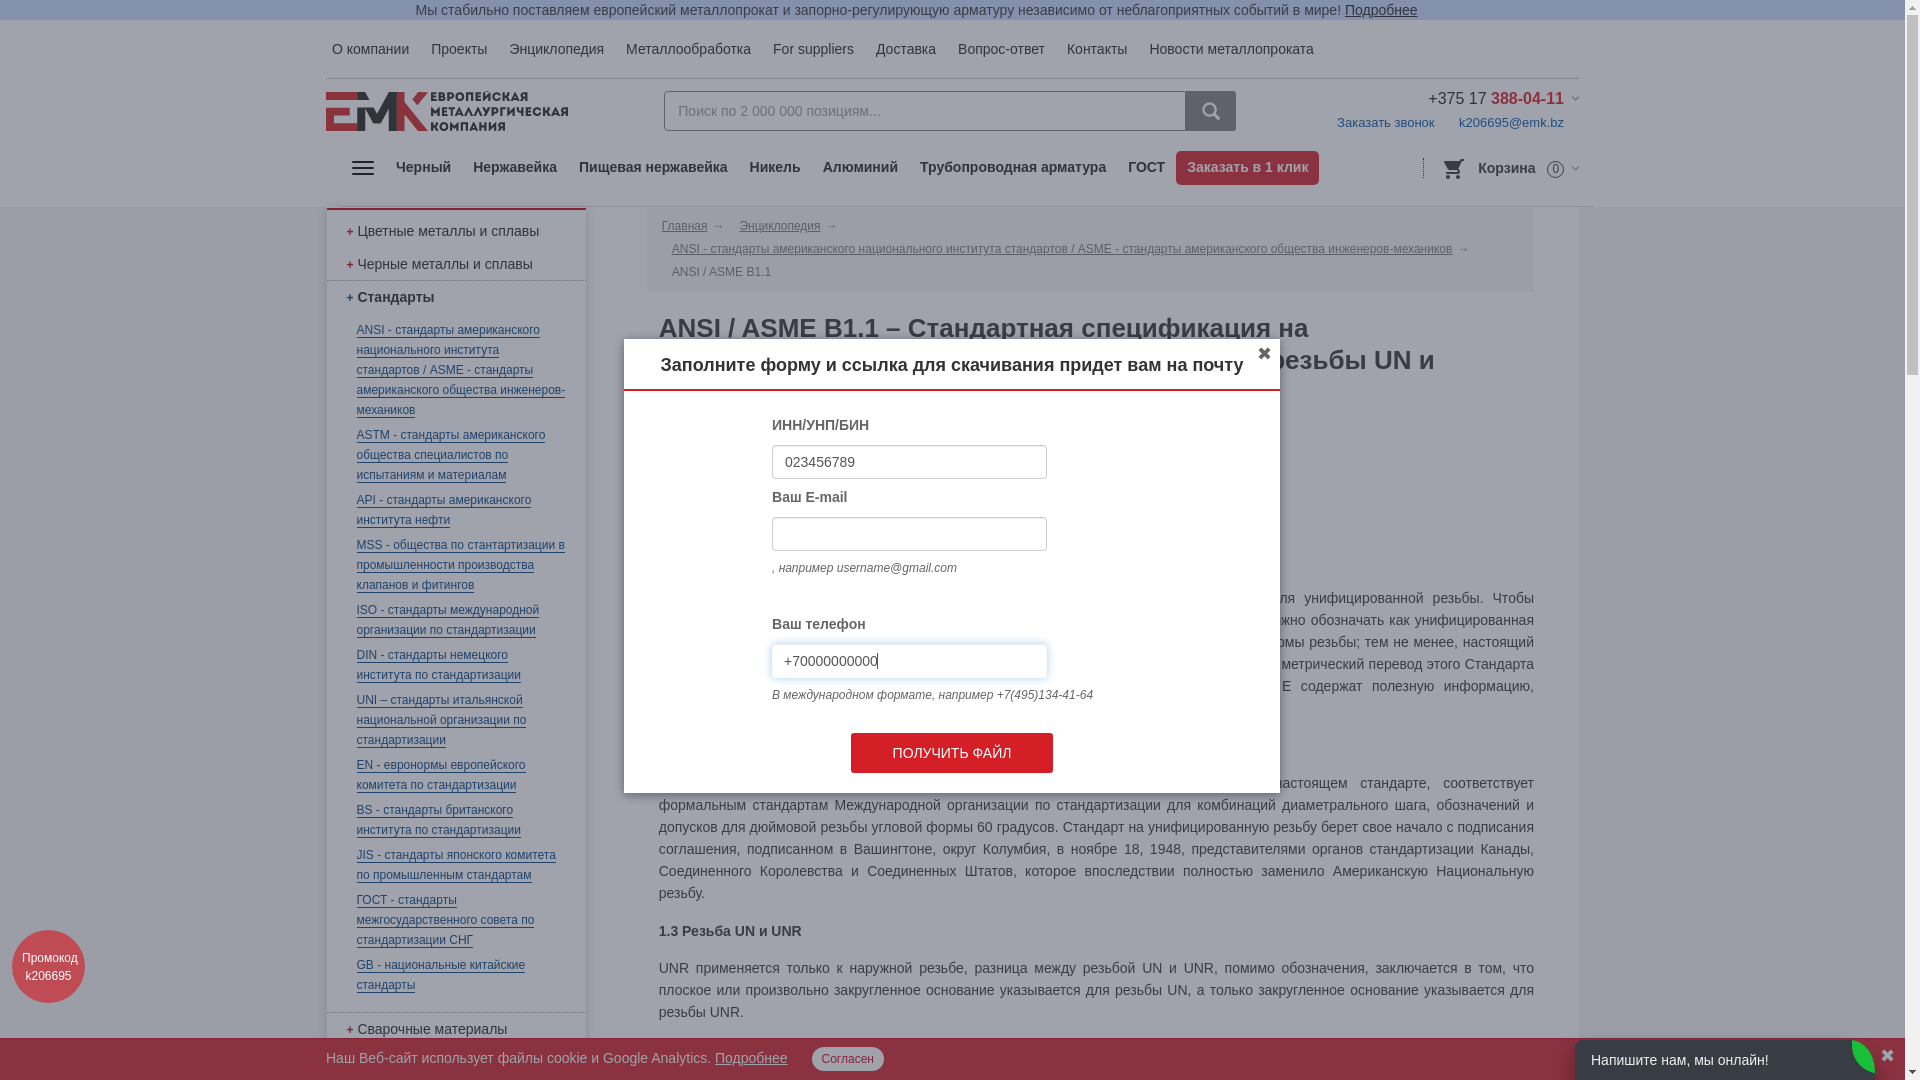 Мы стабильно поставляем европейский металлопрокат и запорно-регулирующую арматуру независимо от неблагоприятных событий в мире! Подробнее
О компании Проекты Энциклопедия Металлообработка For suppliers Доставка Вопрос-ответ Контакты Новости металлопроката
ЕМК ЕВРОПЕЙСКАЯ
МЕТАЛЛУРГИЧЕСКАЯ
КОМПАНИЯ
Поиск по 2 000 000 позициям...
+375 17 388-04-11
Заказать звонок k206695@emk.bz
Черный Нержавейка Пищевая нержавейка Никель Алюминий Трубопроводная арматура ГОСТ Заказать в 1 клик
Корзина 0
+ Цветные металлы и сплавы
+ Черные металлы и сплавы
+ Стандарты
ANSI - стандарты американского
национального института
стандартов / ASME - стандарты
американского общества инженеров-
механиков
ASTM - стандарты американского
общества специалистов по
испытаниям и материалам
API - стандарты американского
института нефти
MSS - общества по стантартизации в
промышленности производства
клапанов и фитингов
ISO - стандарты международной
организации по стандартизации
DIN - стандарты немецкого
института по стандартизации
UNI – стандарты итальянской
национальной организации по
стандартизации
EN - евронормы европейского
комитета по стандартизации
BS - стандарты британского
института по стандартизации
JIS - стандарты японского комитета
по промышленным стандартам
ГОСТ - стандарты
межгосударственного совета по
стандартизации СНГ
GB - национальные китайские
стандарты
+ Сварочные материалы
Главная → Энциклопедия →
ANSI - стандарты американского национального института стандартов / ASME - стандарты американского общества инженеров-механиков →
ANSI / ASME B1.1
ANSI / ASME B1.1 – Стандартная спецификация на
резьбы UN и
Заполните форму и ссылка для скачивания придет вам на почту
✖
ИНН/УНП/БИН
023456789
Ваш E-mail
, например username@gmail.com
Ваш телефон
+70000000000
В международном формате, например +7(495)134-41-64
ПОЛУЧИТЬ ФАЙЛ
унифицированной резьбы. Чтобы
обозначать как унифицированная
резьбы; тем не менее, настоящий
метрический перевод этого Стандарта
E содержат полезную информацию,
стандарте, соответствует
формальным стандартам Международной организации по стандартизации для комбинаций диаметрального шага, обозначений и
допусков для дюймовой резьбы угловой формы 60 градусов. Стандарт на унифицированную резьбу берет свое начало с подписания
соглашения, подписанном в Вашингтоне, округ Колумбия, в ноябре 18, 1948, представителями органов стандартизации Канады,
Соединенного Королевства и Соединенных Штатов, которое впоследствии полностью заменило Американскую Национальную
резьбу.
1.3 Резьба UN и UNR
UNR применяется только к наружной резьбе, разница между резьбой UN и UNR, помимо обозначения, заключается в том, что
плоское или произвольно закругленное основание указывается для резьбы UN, а только закругленное основание указывается для
резьбы UNR.
Промокод
k206695
Наш Веб-сайт использует файлы cookie и Google Analytics. Подробнее Согласен
Напишите нам, мы онлайн!
✖